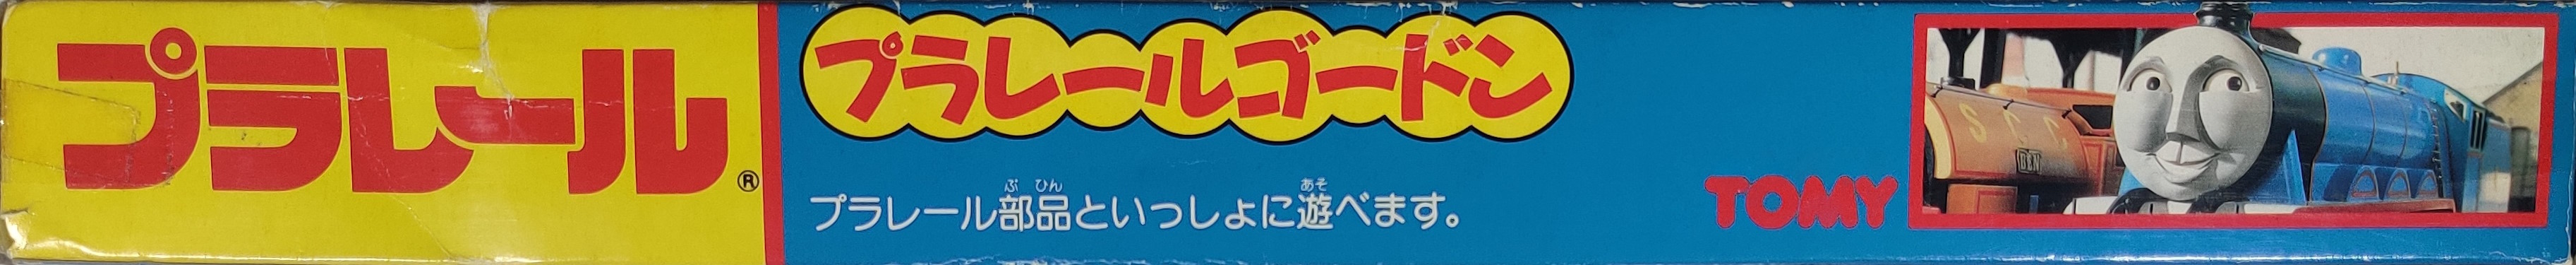 プラレール®
プラレールゴードン
プラレール部品といっしょに遊べます。
ぶ ひん
あそ
TOMY
S C C